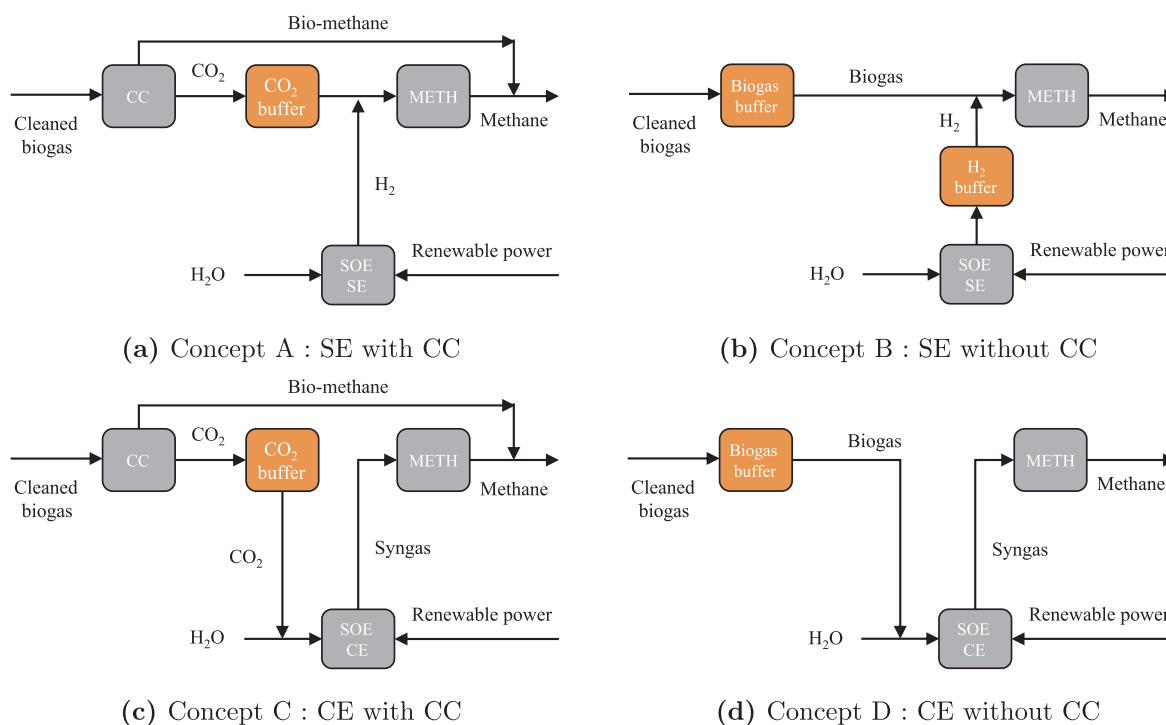 Bio-methane
CO₂
CC
CO₂
buffer
METH
Cleaned
biogas
Methane
H₂
Renewable power
H₂O
SOE
SE
(a) Concept A : SE with CC
Biogas
buffer
Biogas
METH
H₂
Cleaned
biogas
Methane
H₂
buffer
Renewable power
H₂O
SOE
SE
(b) Concept B : SE without CC
Bio-methane
CO₂
CC
CO₂
buffer
METH
Cleaned
biogas
Methane
CO₂
Syngas
Renewable power
H₂O
SOE
CE
(c) Concept C : CE with CC
Biogas
buffer
Biogas
METH
Cleaned
biogas
Methane
Syngas
Renewable power
H₂O
SOE
CE
(d) Concept D : CE without CC